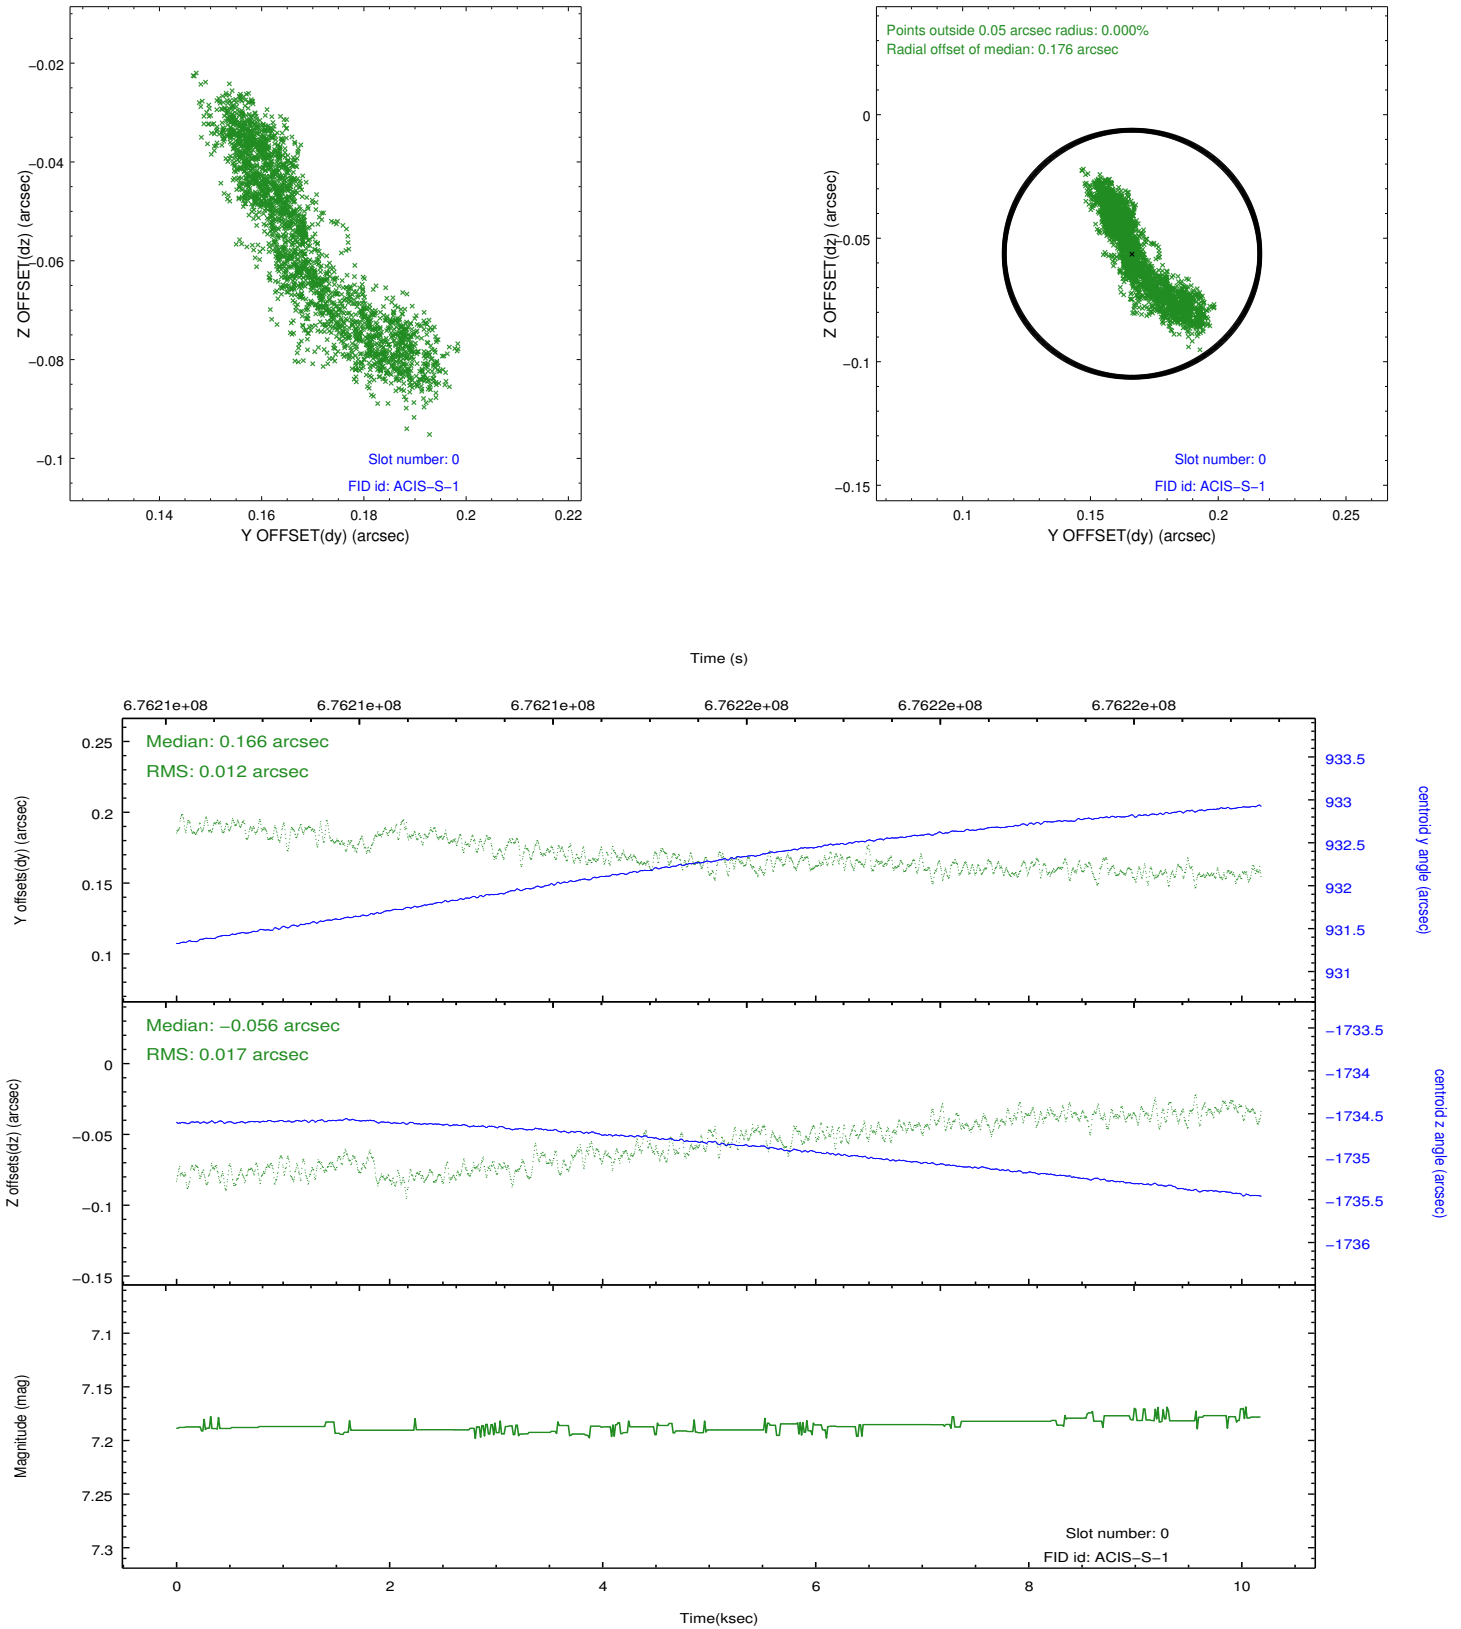 −0.02
−0.04
−0.06
−0.08
−0.1
Z OFFSET(dz) (arcsec)
Slot number: 0
FID id: ACIS−S−1
0.14 0.16 0.18 0.2 0.22
Y OFFSET(dy) (arcsec)
Points outside 0.05 arcsec radius: 0.000%
Radial offset of median: 0.176 arcsec
0
−0.05
−0.1
−0.15
Z OFFSET(dz) (arcsec)
Slot number: 0
FID id: ACIS−S−1
0.1 0.15 0.2 0.25
Y OFFSET(dy) (arcsec)
Time (s)
6.7621e+08 6.7621e+08 6.7621e+08 6.7622e+08 6.7622e+08 6.7622e+08
Median: 0.166 arcsec
RMS: 0.012 arcsec
0.25
0.2
0.15
0.1
Y offsets(dy) (arcsec)
933.5
933
932.5
932
931.5
931
centroid y angle (arcsec)
Median: −0.056 arcsec
RMS: 0.017 arcsec
0
−0.05
−0.1
−0.15
Z offsets(dz) (arcsec)
−1733.5
−1734
−1734.5
−1735
−1735.5
−1736
centroid z angle (arcsec)
7.1
7.15
7.2
7.25
7.3
Magnitude (mag)
Slot number: 0
FID id: ACIS−S−1
0 2 4 6 8 10
Time(ksec)